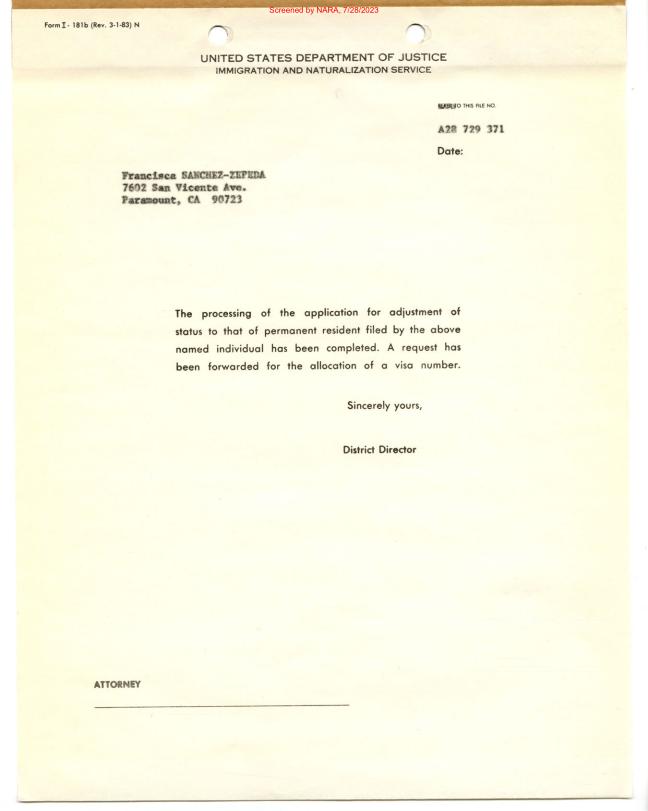 Screened by NARA, 7/28/2023
Form I - 181b (Rev. 3-1-83) N
UNITED STATES DEPARTMENT OF JUSTICE
IMMIGRATION AND NATURALIZATION SERVICE
TO THIS FILE NO.
A28 729 371
Date:
Francisca SANCHEZ-ZEPEDA
7602 San Vicente Ave.
Paramount, CA 90723
The processing of the application for adjustment of
status to that of permanent resident filed by the above
named individual has been completed. A request has
been forwarded for the allocation of a visa number.
Sincerely yours,
District Director
ATTORNEY